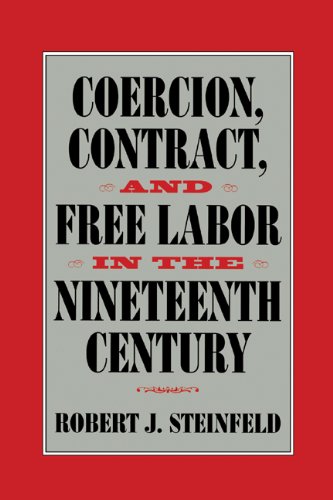 COERCION,
CONTRACT,
AND
FREE LABOR
IN THE
NINETEENTH
CENTURY
ROBERT J. STEINFELD